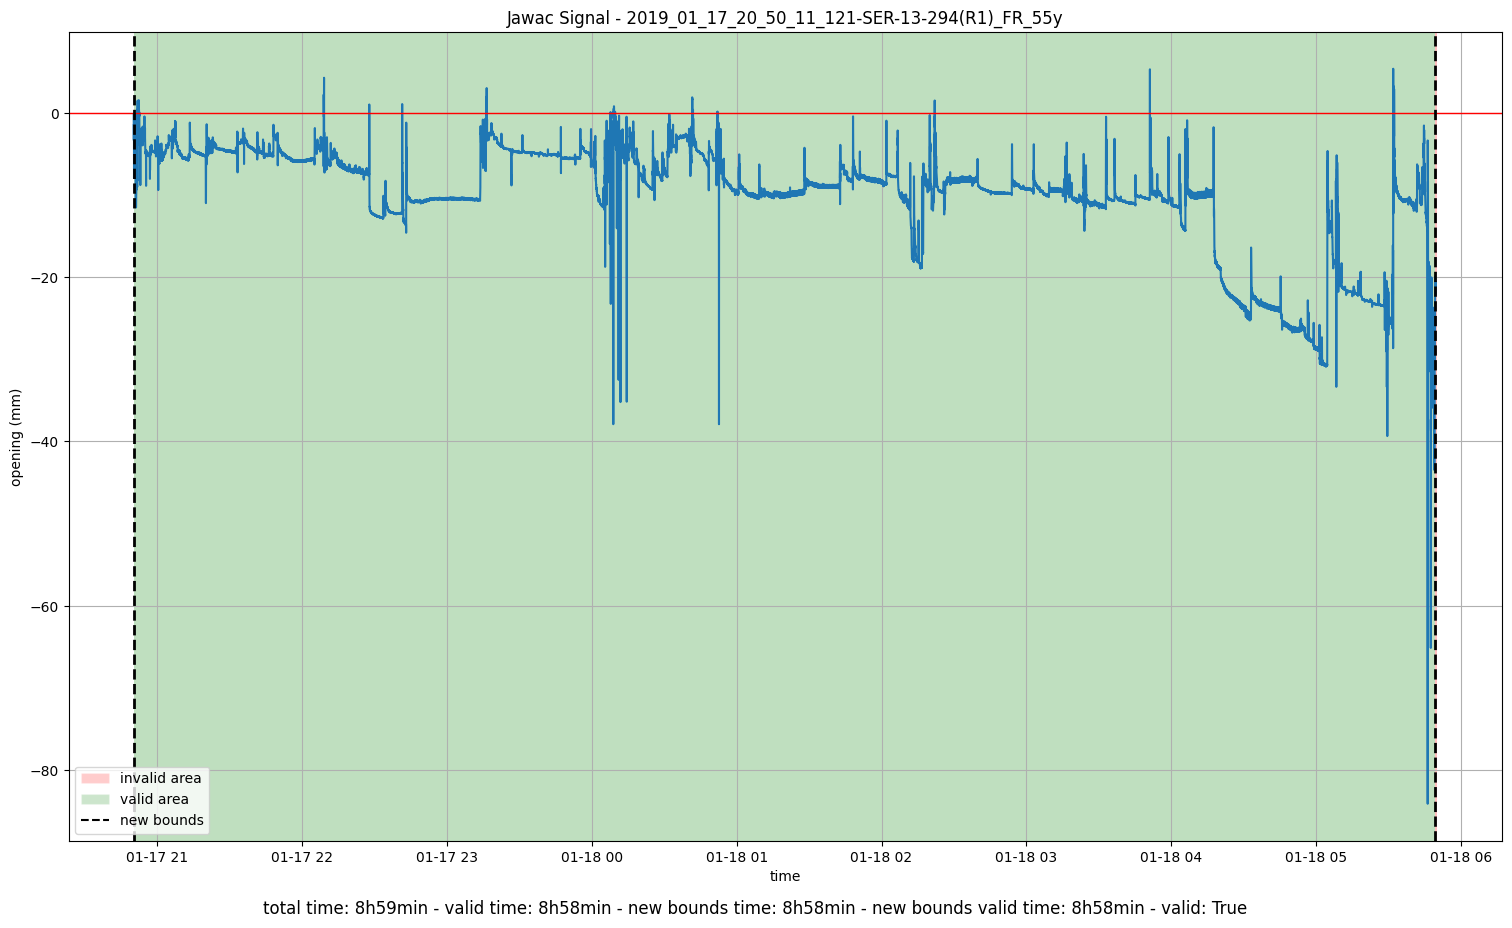 Jawac Signal - 2019_01_17_20_50_11_121-SER-13-294(R1)_FR_55y
opening (mm)
0
−20
−40
−60
−80
invalid area
valid area
new bounds
01-17 21 01-17 22 01-17 23 01-18 00 01-18 01 01-18 02 01-18 03 01-18 04 01-18 05 01-18 06
time
total time: 8h59min - valid time: 8h58min - new bounds time: 8h58min - new bounds valid time: 8h58min - valid: True